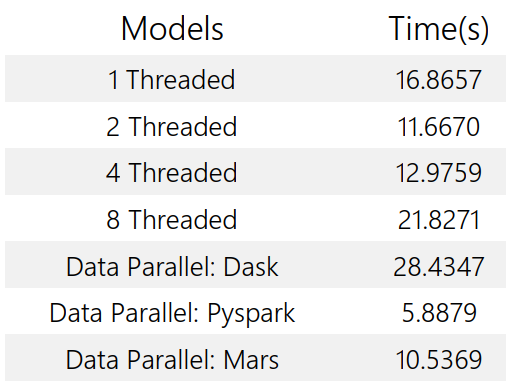 Models Time(s)
1 Threaded 16.8657
2 Threaded 11.6670
4 Threaded 12.9759
8 Threaded 21.8271
Data Parallel: Dask 28.4347
Data Parallel: Pyspark 5.8879
Data Parallel: Mars 10.5369